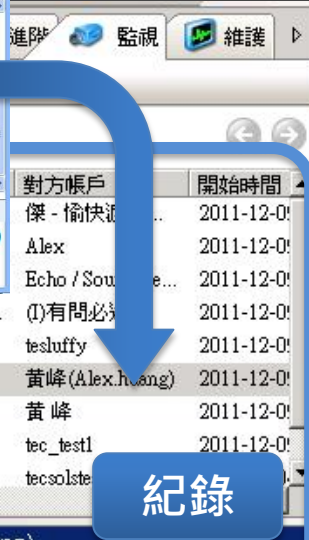 進階 監視 維護
對方帳戶 開始時間
傑 - 愉快 ... 2011-12-0
Alex 2011-12-0
Echo / Sou e... 2011-12-0
(I)有問必 2011-12-0
tesluffy 2011-12-0
黃峰(Alex.huang) 2011-12-0
黃 峰 2011-12-0
tec_test1 2011-12-0
tecsolste
紀錄